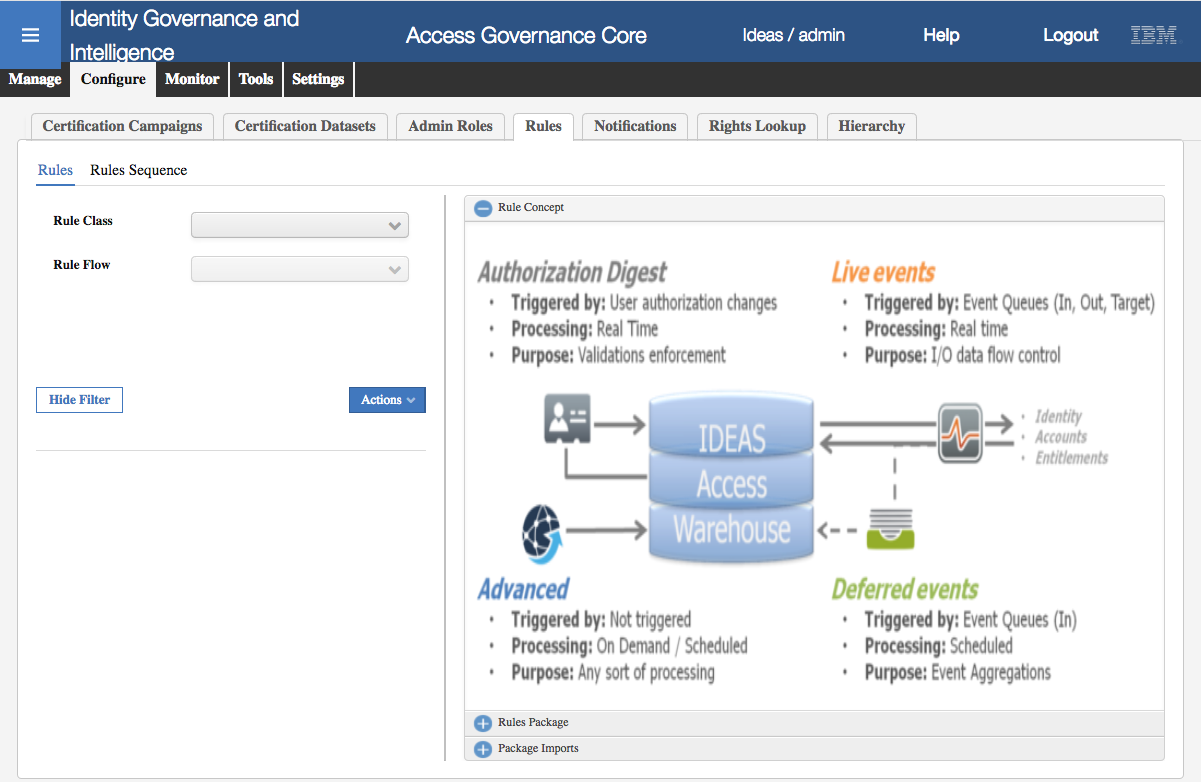 Identity Governance and
Intelligence
Access Governance Core
Ideas / admin
Help
Logout
IBM
Manage
Configure
Monitor
Tools
Settings
Certification Campaigns
Certification Datasets
Admin Roles
Rules
Notifications
Rights Lookup
Hierarchy
Rules
Rules Sequence
Rule Class
Rule Flow
Hide Filter
Actions
Rule Concept
Authorization Digest
• Triggered by: User authorization changes
• Processing: Real Time
• Purpose: Validations enforcement
Live events
• Triggered by: Event Queues (In, Out, Target)
• Processing: Real time
• Purpose: I/O data flow control
IDEAS
Access
Warehouse
• Identity
• Accounts
• Entitlements
Advanced
• Triggered by: Not triggered
• Processing: On Demand / Scheduled
• Purpose: Any sort of processing
Deferred events
• Triggered by: Event Queues (In)
• Processing: Scheduled
• Purpose: Event Aggregations
Rules Package
Package Imports